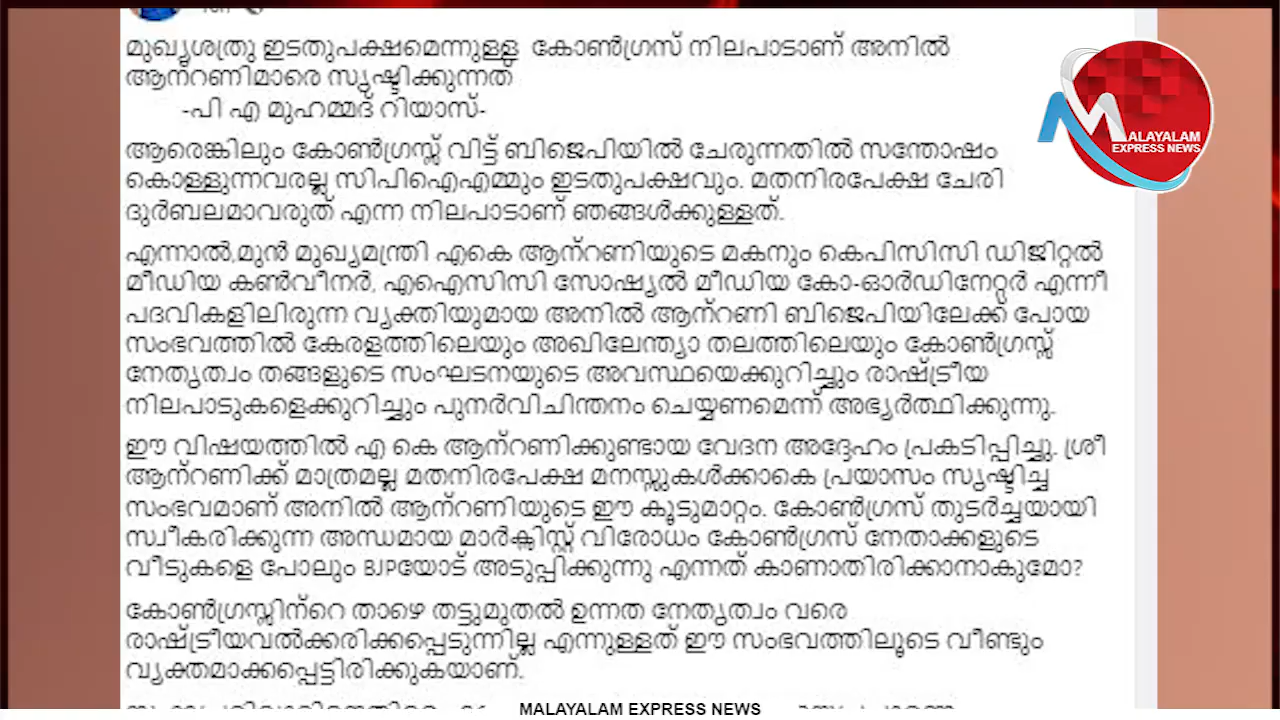 മുഖ്യശത്രു ഇടതുപക്ഷമെന്നുള്ള കോൺഗ്രസ് നിലപാടാണ് അനിൽ
ആന്റണിമാരെ സൃഷ്ടിക്കുന്നത്
-പി എ മുഹമ്മദ് റിയാസ്-
ആരെങ്കിലും കോൺഗ്രസ്സ് വിട്ട് ബിജെപിയിൽ ചേരുന്നതിൽ സന്തോഷം
കൊള്ളുന്നവരല്ല സിപിഐഎമ്മും ഇടതുപക്ഷവും. മതനിരപേക്ഷ ചേരി
ദുർബലമാവരുത് എന്ന നിലപാടാണ് ഞങ്ങൾക്കുള്ളത്.
എന്നാൽ,മുൻ മുഖ്യമന്ത്രി എകെ ആന്റണിയുടെ മകനും കെപിസിസി ഡിജിറ്റൽ
മീഡിയ കൺവീനർ, എഐസിസി സോഷ്യൽ മീഡിയ കോ-ഓർഡിനേറ്റർ എന്നീ
പദവികളിലിരുന്ന വ്യക്തിയുമായ അനിൽ ആന്റണി ബിജെപിയിലേക്ക് പോയ
സംഭവത്തിൽ കേരളത്തിലെയും അഖിലേന്ത്യാ തലത്തിലെയും കോൺഗ്രസ്സ്
നേതൃത്വം തങ്ങളുടെ സംഘടനയുടെ അവസ്ഥയെക്കുറിച്ചും രാഷ്ട്രീയ
നിലപാടുകളെക്കുറിച്ചും പുനർവിചിന്തനം ചെയ്യണമെന്ന് അഭ്യർത്ഥിക്കുന്നു.
ഈ വിഷയത്തിൽ എ കെ ആന്റണിക്കുണ്ടായ വേദന അദ്ദേഹം പ്രകടിപ്പിച്ചു. ശ്രീ
ആന്റണിക്ക് മാത്രമല്ല മതനിരപേക്ഷ മനസ്സുകൾക്കാകെ പ്രയാസം സൃഷ്ടിച്ച
സംഭവമാണ് അനിൽ ആന്റണിയുടെ ഈ കൂടുമാറ്റം. കോൺഗ്രസ് തുടർച്ചയായി
സ്വീകരിക്കുന്ന അന്ധമായ മാർക്സിസ്റ്റ് വിരോധം കോൺഗ്രസ് നേതാക്കളുടെ
വീടുകളെ പോലും BJPയോട് അടുപ്പിക്കുന്നു എന്നത് കാണാതിരിക്കാനാകുമോ?
കോൺഗ്രസ്സിന്റെ താഴെ തട്ടുമുതൽ ഉന്നത നേതൃത്വം വരെ
രാഷ്ട്രീയവൽക്കരിക്കപ്പെടുന്നില്ല എന്നുള്ളത് ഈ സംഭവത്തിലൂടെ വീണ്ടും
വ്യക്തമാക്കപ്പെട്ടിരിക്കുകയാണ്.
MALAYALAM
EXPRESS NEWS
MALAYALAM EXPRESS NEWS